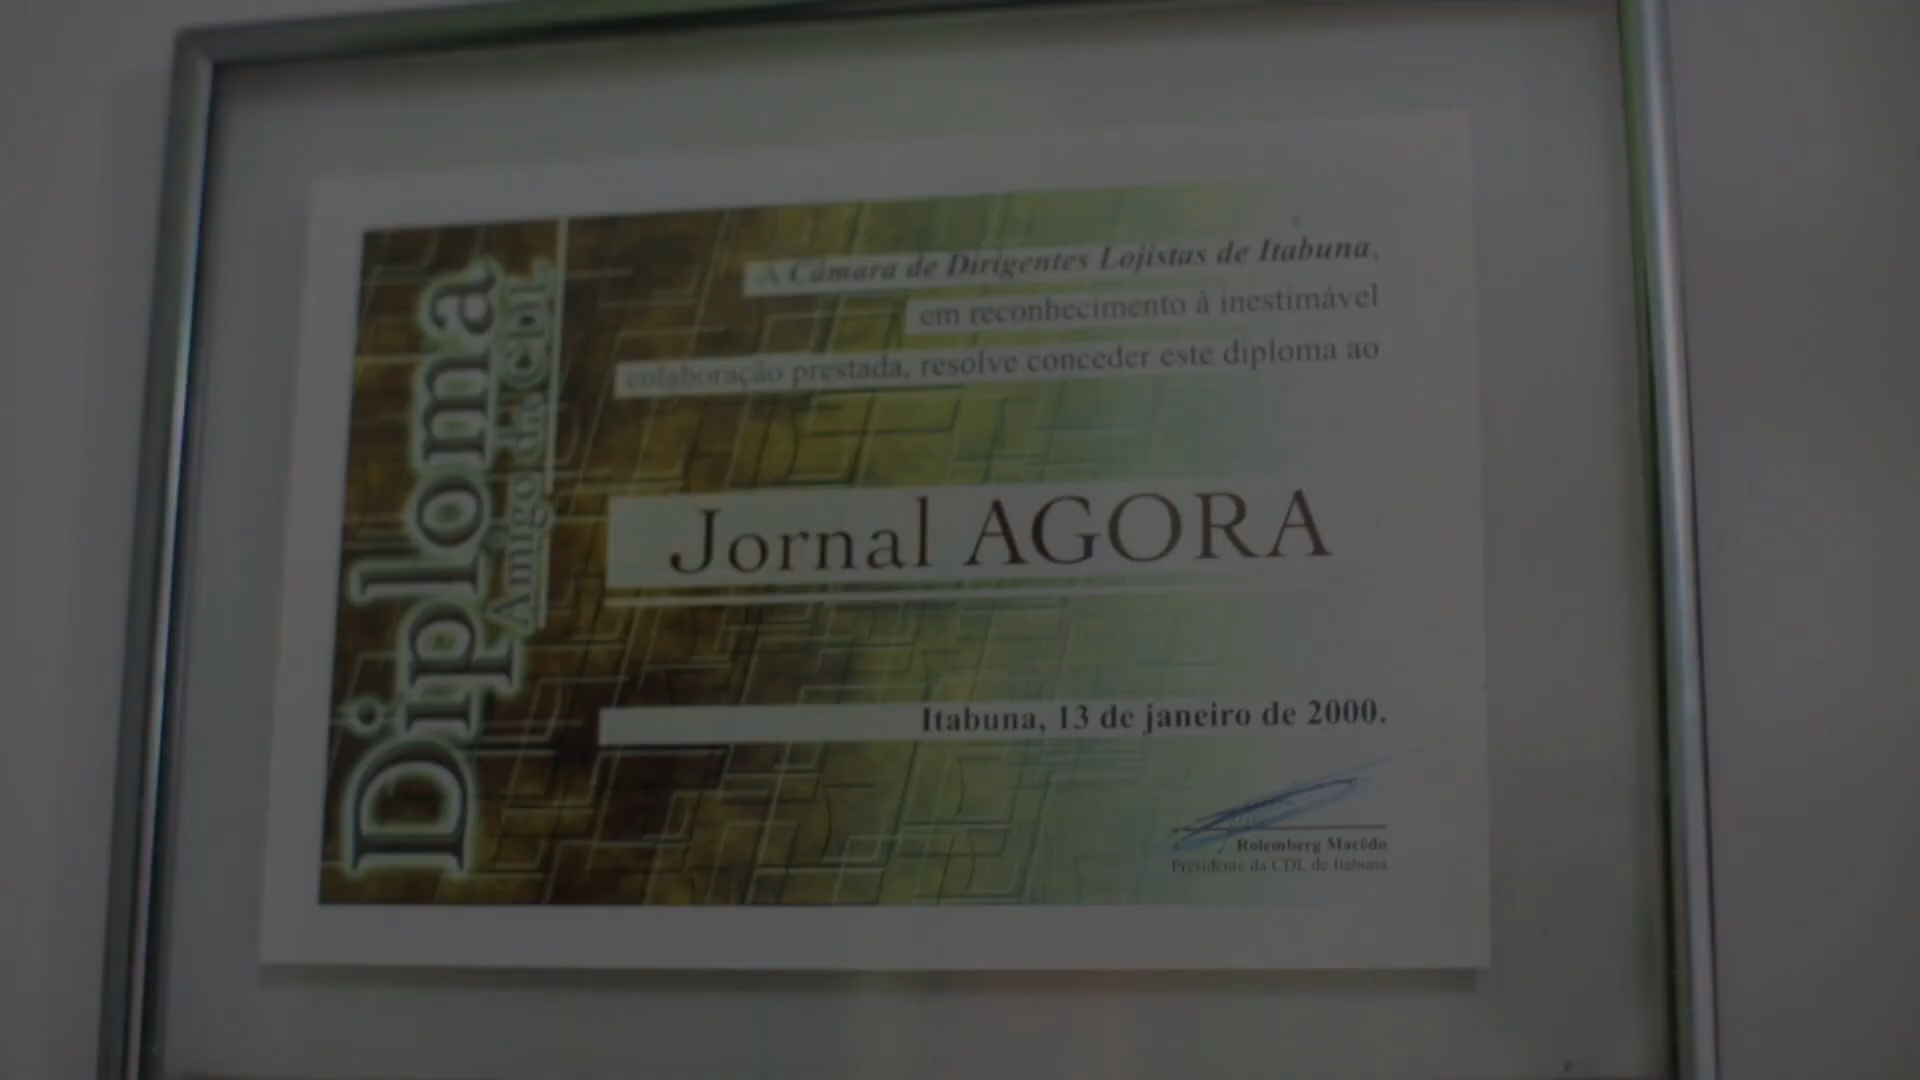 Diploma
Amigo da CDL
A Câmara de Dirigentes Lojistas de Itabuna,
em reconhecimento à inestimável
colaboração prestada, resolve conceder este diploma ao
Jornal AGORA
Itabuna, 13 de janeiro de 2000.
Rolemberg Macêdo
Presidente da CDL de Itabuna